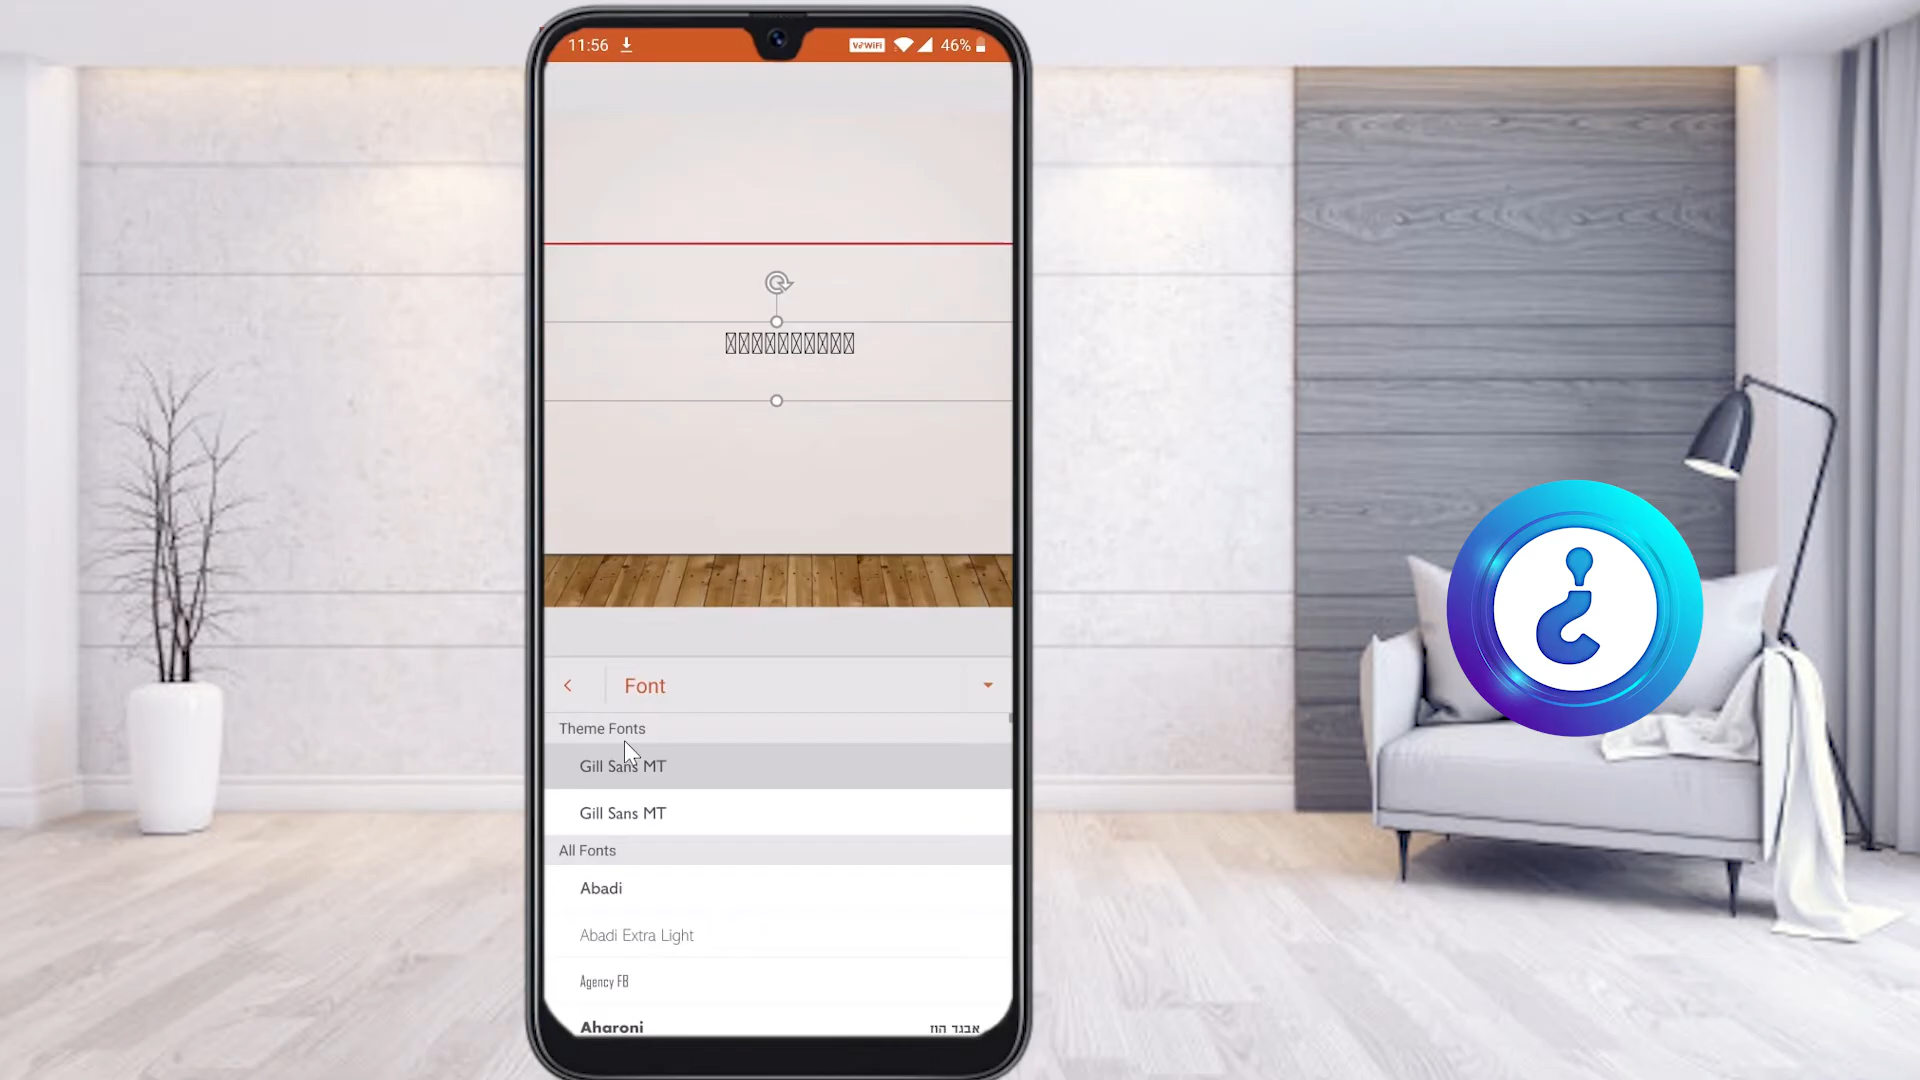 11:56
VoWiFi 46%
Font
Theme Fonts
Gill Sans MT
Gill Sans MT
All Fonts
Abadi
Abadi Extra Light
Agency FB
Aharoni אבגד הוז